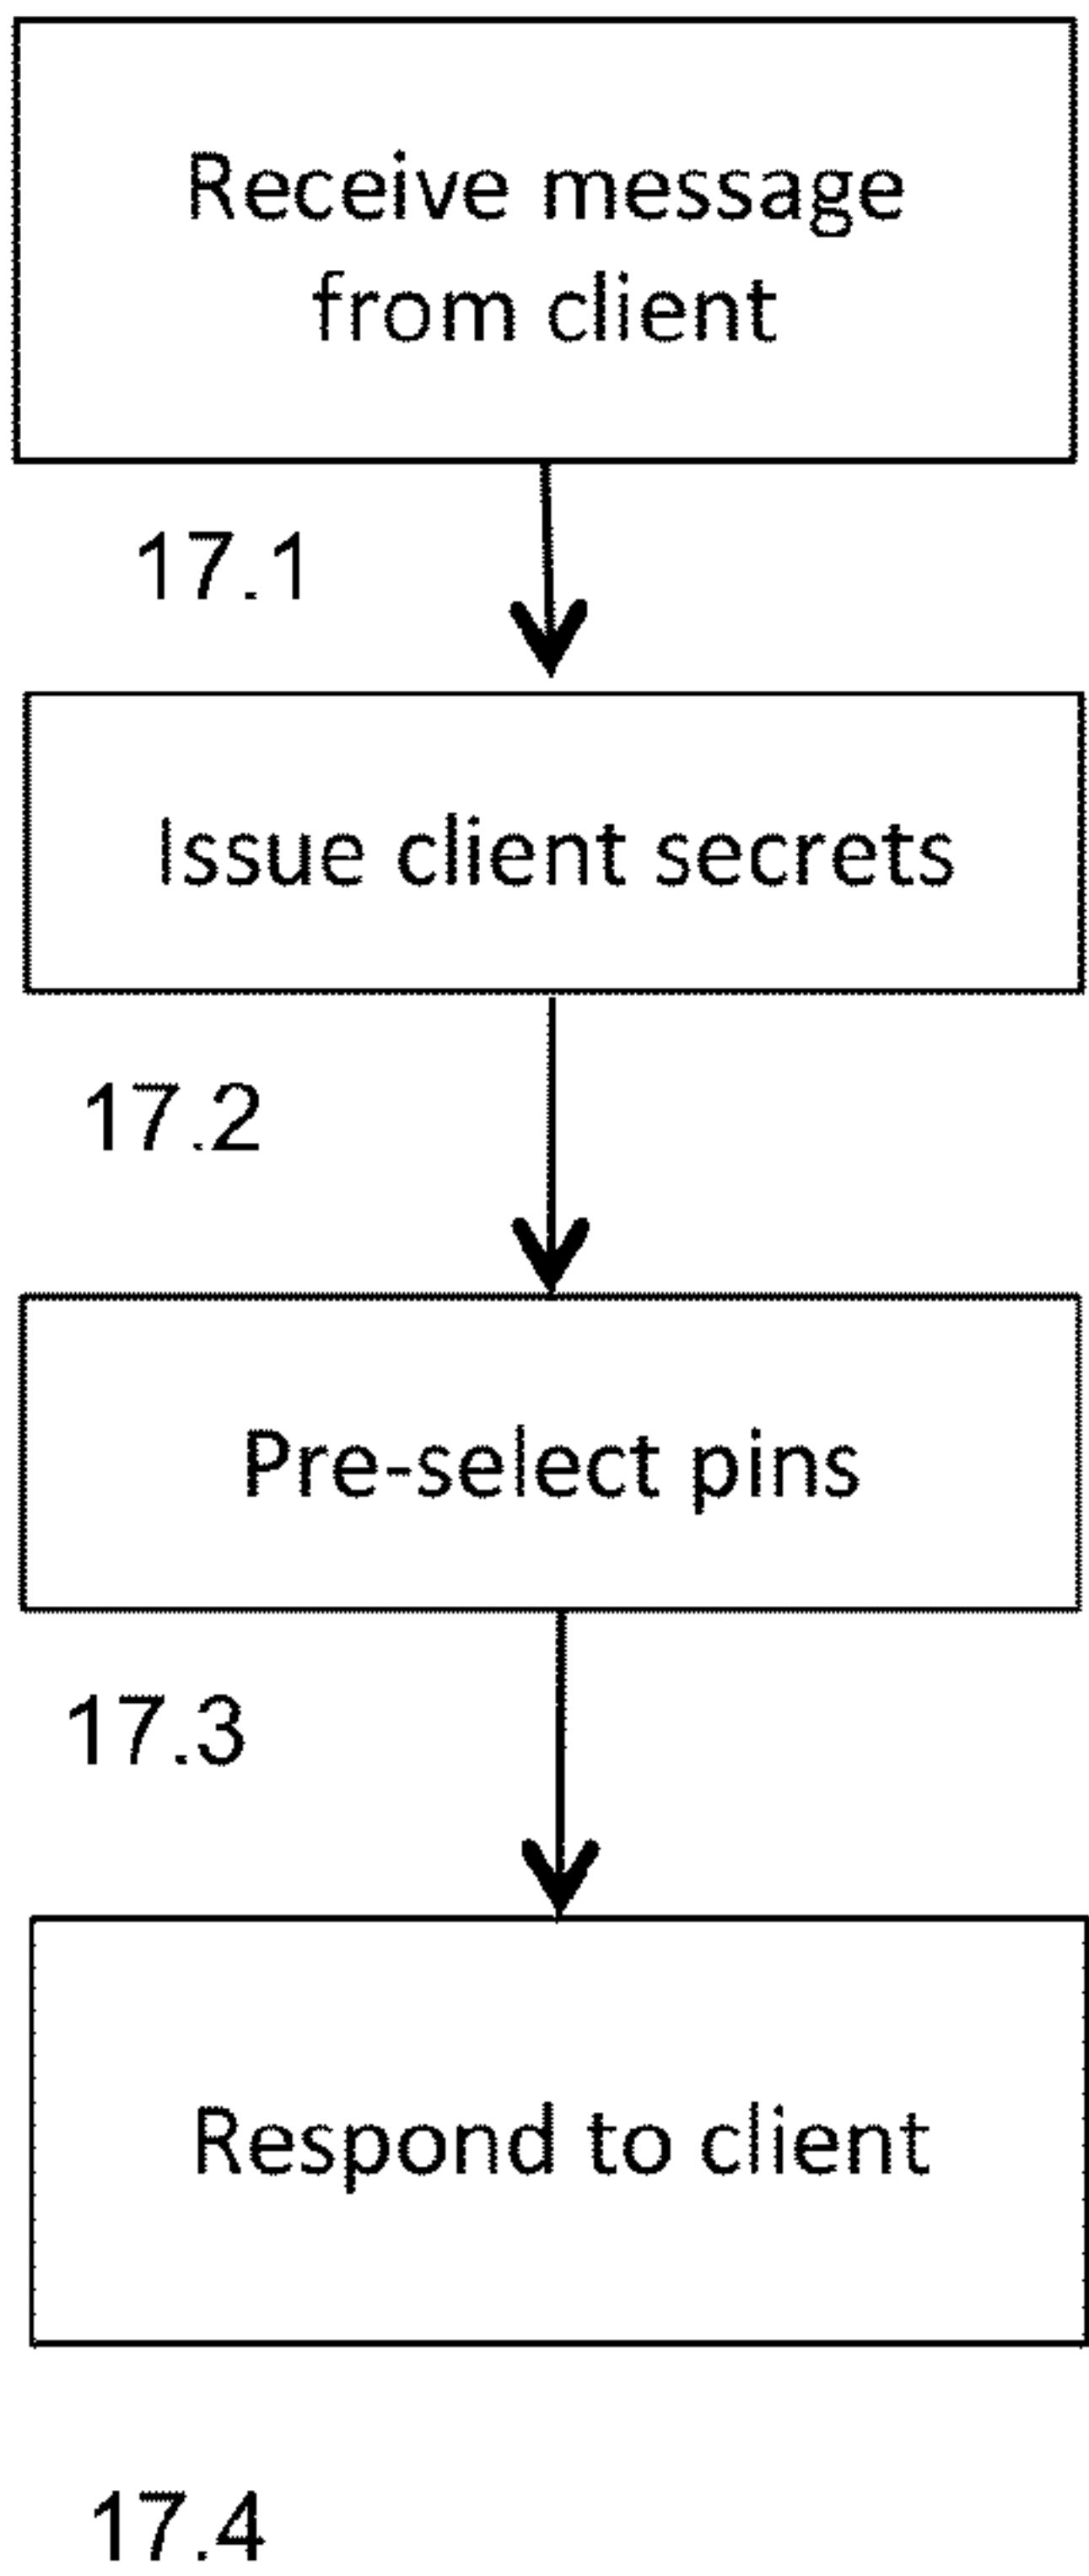 Receive message
from client
17.1
Issue client secrets
17.2
Pre-select pins
17.3
Respond to client
17.4